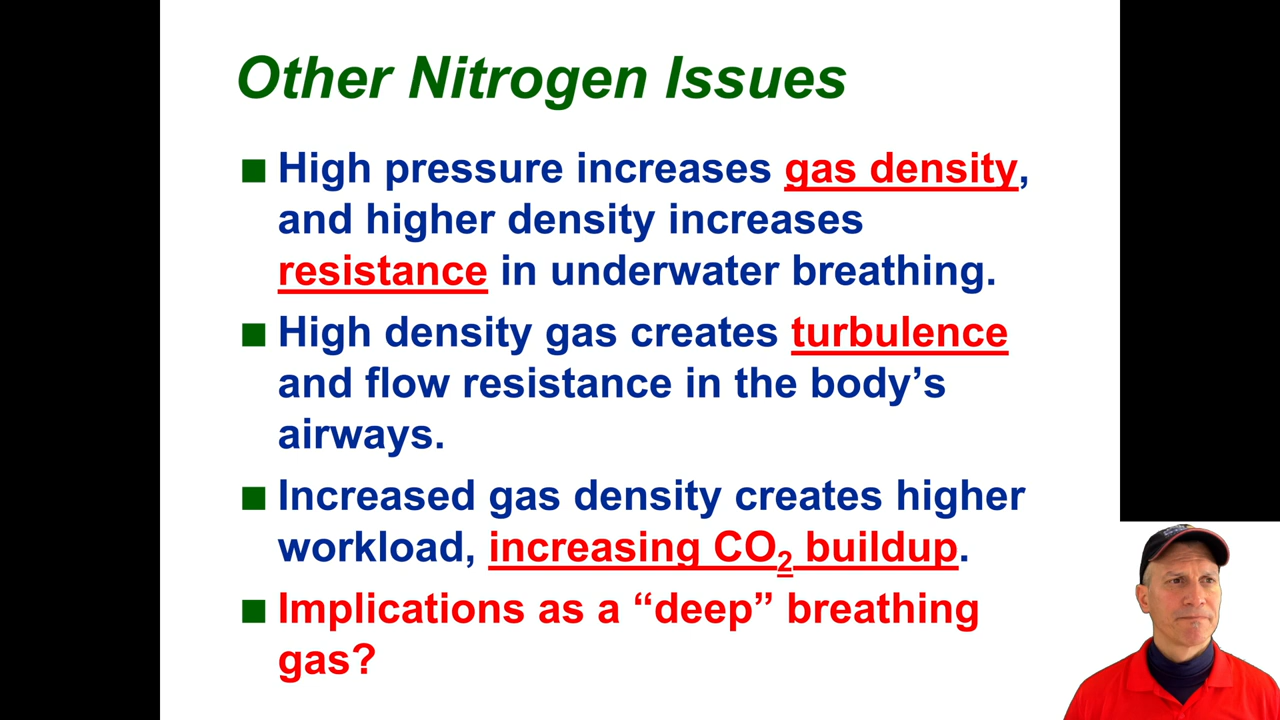 Other Nitrogen Issues
■ High pressure increases gas density,
and higher density increases
resistance in underwater breathing.
■ High density gas creates turbulence
and flow resistance in the body’s
airways.
■ Increased gas density creates higher
workload, increasing CO₂ buildup.
■ Implications as a “deep” breathing
gas?